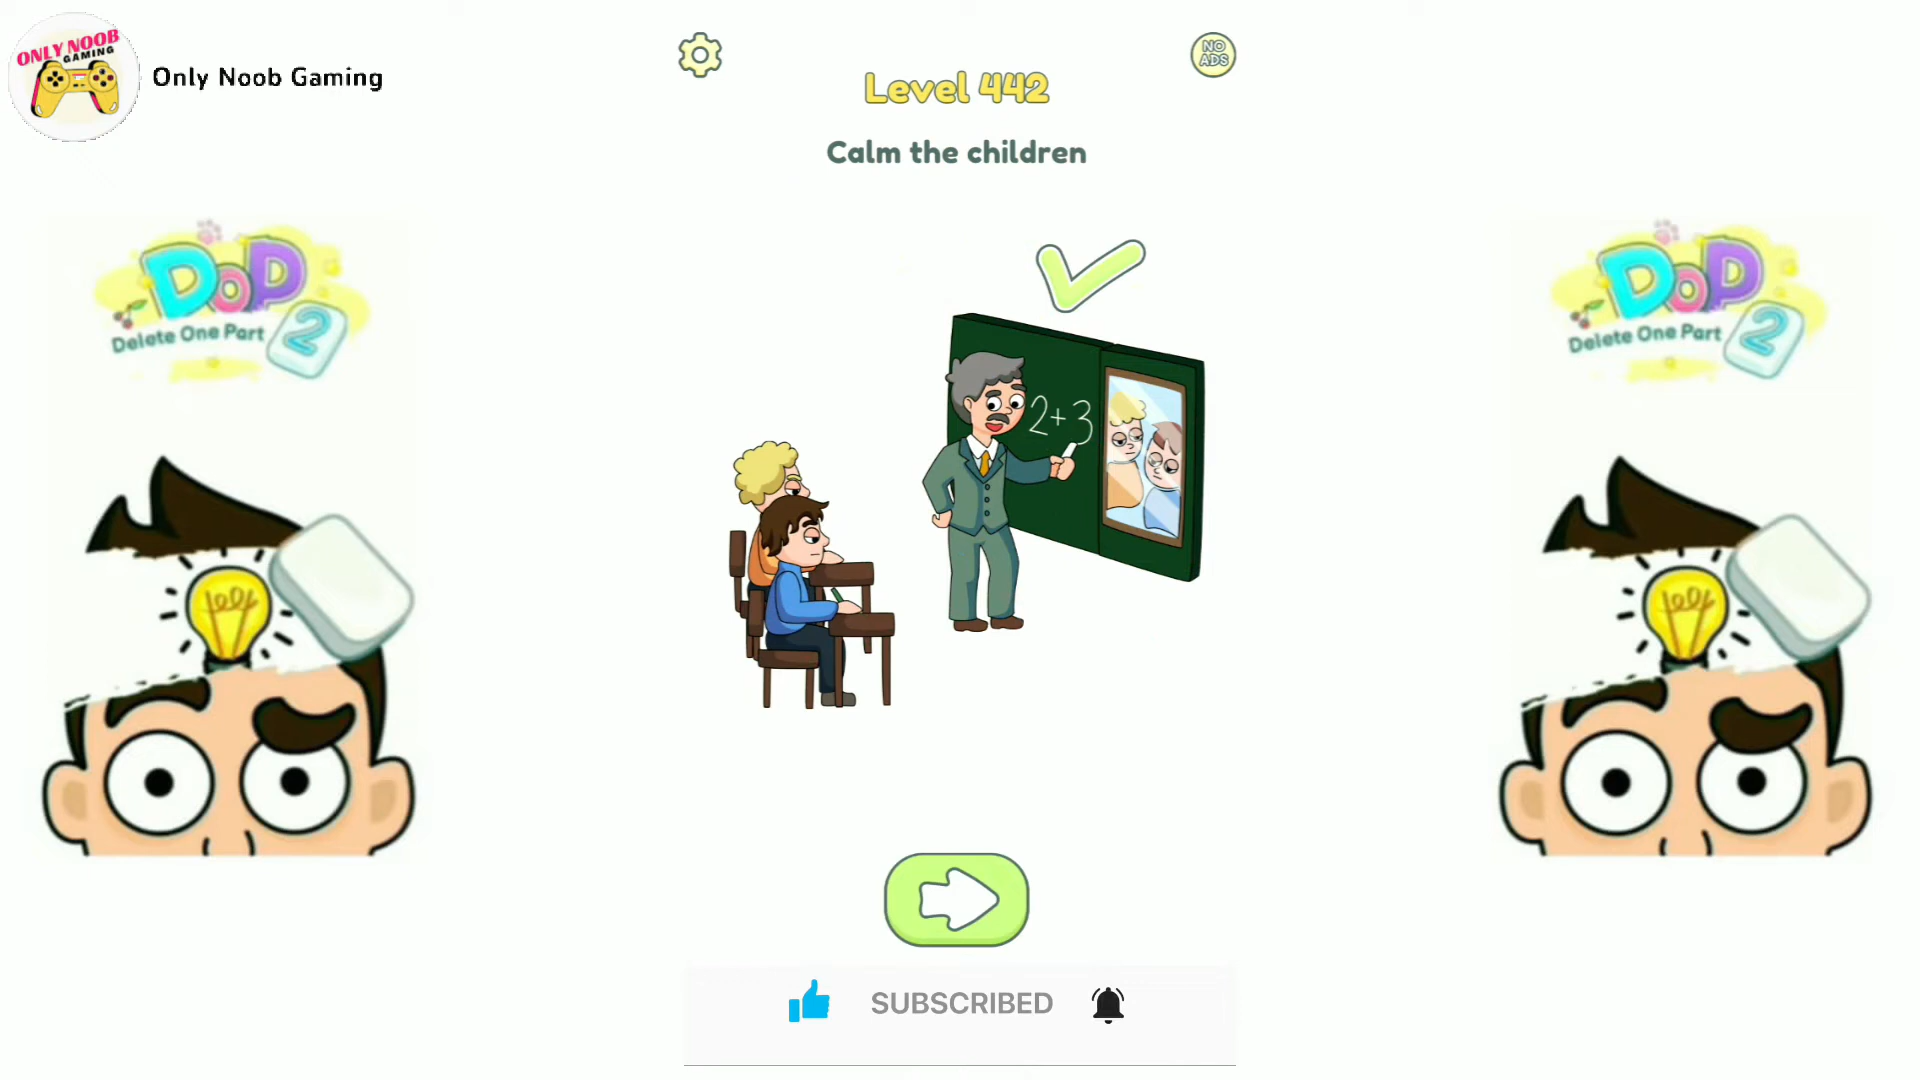 ONLY NOOB
GAMING
Only Noob Gaming
NO
ADS
Level 442
Calm the children
DOP
Delete One Part
2
DOP
Delete One Part
2
2+3
SUBSCRIBED